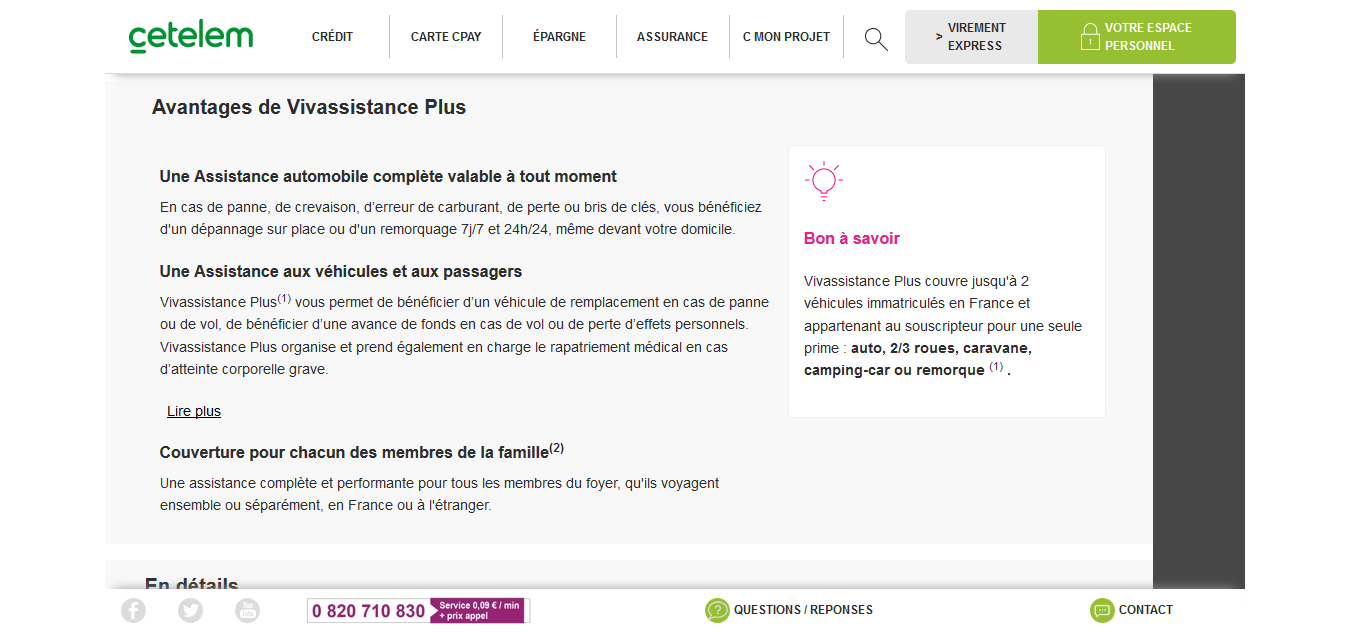 cetelem
CRÉDIT
CARTE CPAY
ÉPARGNE
ASSURANCE
C MON PROJET
> VIREMENT
EXPRESS
VOTRE ESPACE
PERSONNEL
Avantages de Vivassistance Plus
Une Assistance automobile complète valable à tout moment
En cas de panne, de crevaison, d’erreur de carburant, de perte ou bris de clés, vous bénéficiez
d'un dépannage sur place ou d'un remorquage 7j/7 et 24h/24, même devant votre domicile.
Une Assistance aux véhicules et aux passagers
Vivassistance Plus(1) vous permet de bénéficier d’un véhicule de remplacement en cas de panne
ou de vol, de bénéficier d’une avance de fonds en cas de vol ou de perte d’effets personnels.
Vivassistance Plus organise et prend également en charge le rapatriement médical en cas
d’atteinte corporelle grave.
Lire plus
Couverture pour chacun des membres de la famille(2)
Une assistance complète et performante pour tous les membres du foyer, qu'ils voyagent
ensemble ou séparément, en France ou à l'étranger.
Bon à savoir
Vivassistance Plus couvre jusqu'à 2
véhicules immatriculés en France et
appartenant au souscripteur pour une seule
prime : auto, 2/3 roues, caravane,
camping-car ou remorque (1) .
En détails
You
Tube
0 820 710 830
Service 0,09 € / min
+ prix appel
QUESTIONS / REPONSES
CONTACT